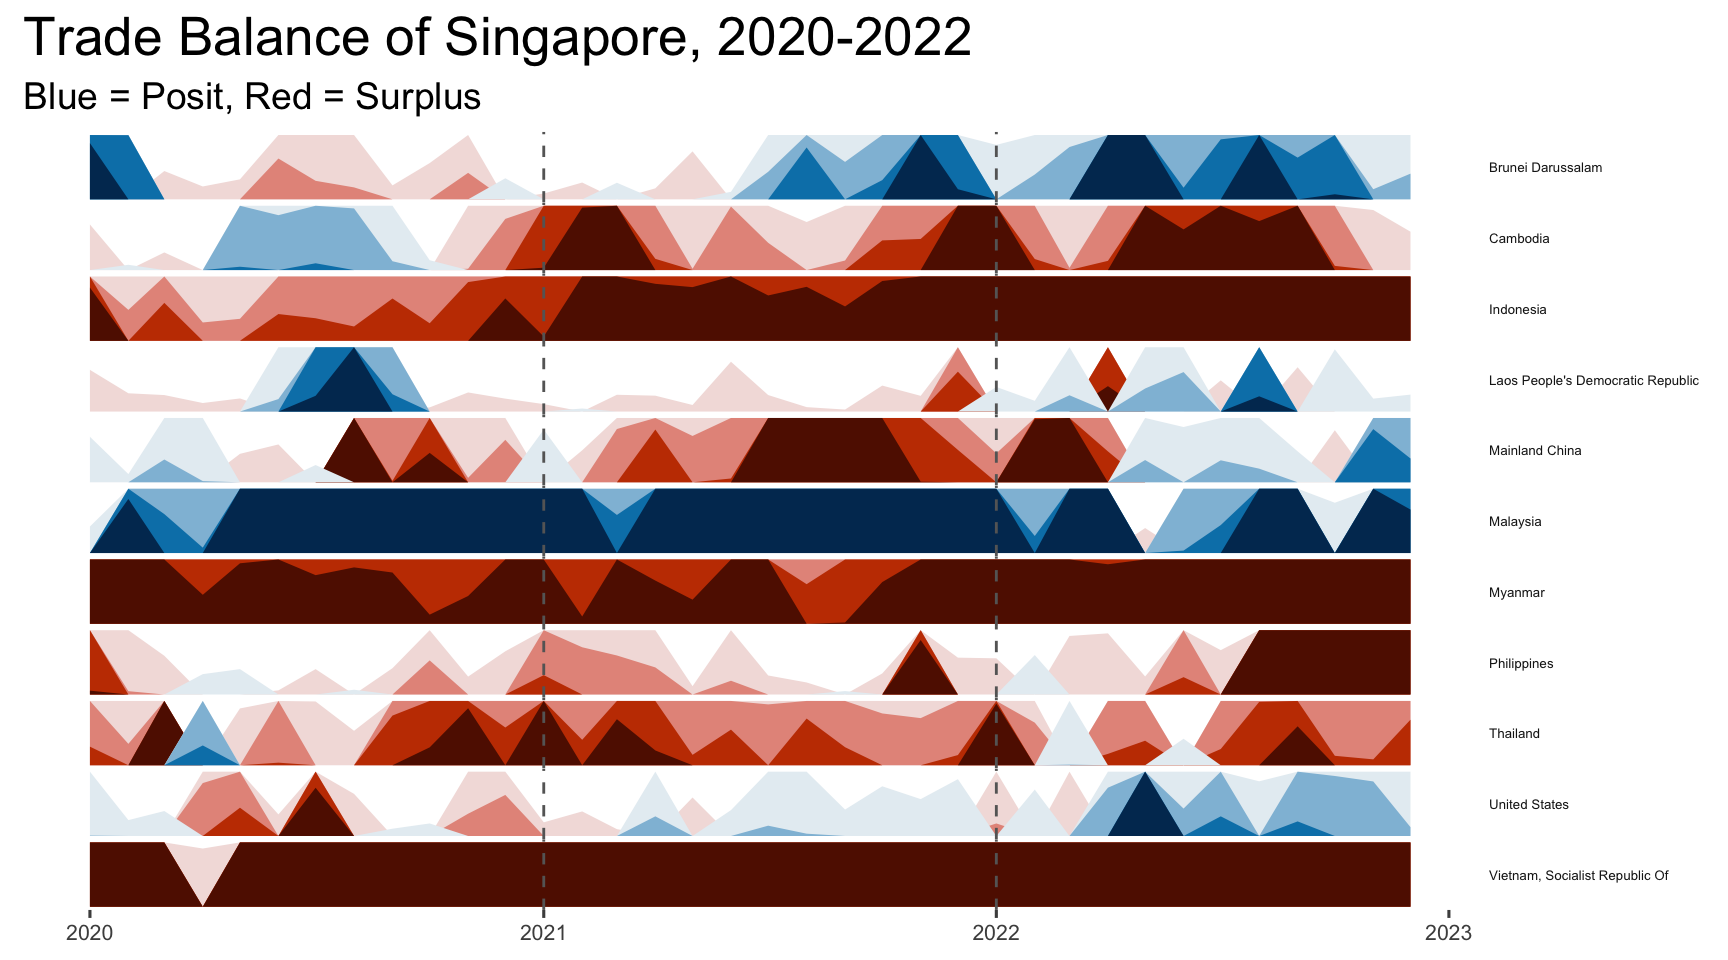 Trade Balance of Singapore, 2020-2022
Blue = Posit, Red = Surplus
Brunei Darussalam
Cambodia
Indonesia
Laos People's Democratic Republic
Mainland China
Malaysia
Myanmar
Philippines
Thailand
United States
Vietnam, Socialist Republic Of
2020 2021 2022 2023